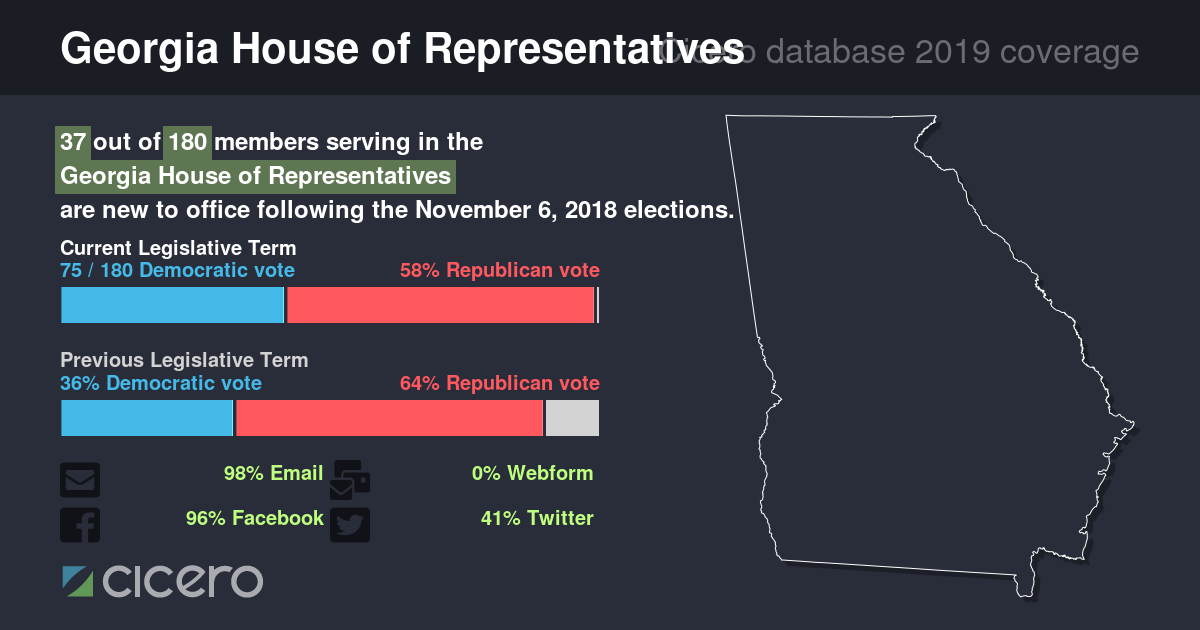 Georgia House of Representatives
Cicero database 2019 coverage
37 out of 180 members serving in the
Georgia House of Representatives
are new to office following the November 6, 2018 elections.
Current Legislative Term
75 / 180 Democratic vote 58% Republican vote
Previous Legislative Term
36% Democratic vote 64% Republican vote
98% Email 0% Webform
96% Facebook 41% Twitter
cicero